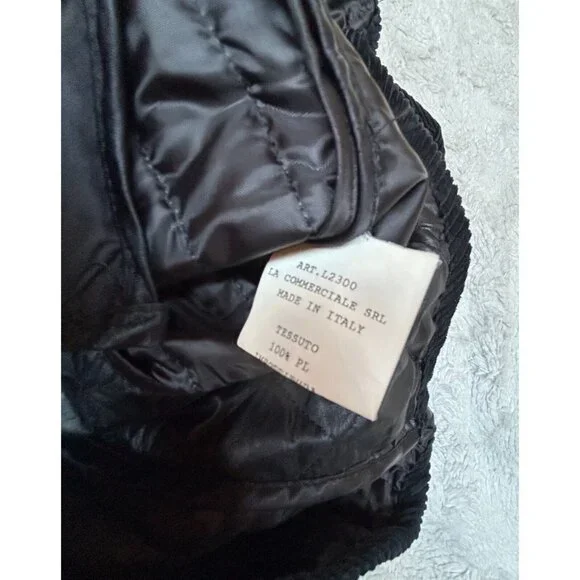 ART.L2300
LA COMMERCIALE SRL
MADE IN ITALY
TESSUTO
100% PL